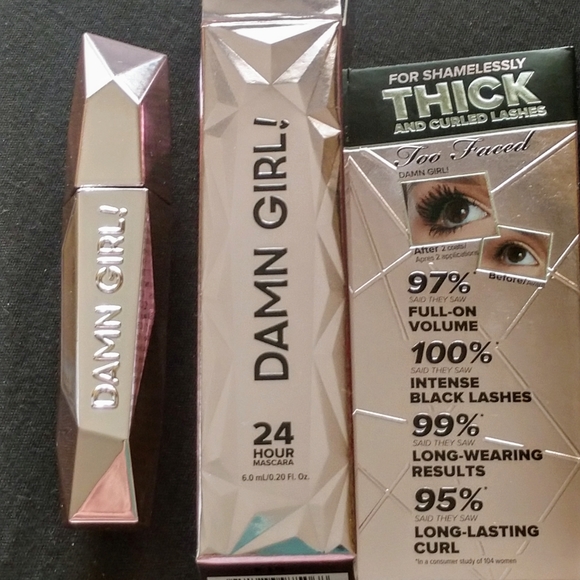 DAMN GIRL!
DAMN GIRL!
24
HOUR
MASCARA
6.0 mL/0.20 Fl. Oz.
FOR SHAMELESSLY
THICK
AND CURLED LASHES
Too Faced
DAMN GIRL!
After 2 coats/
Après 2 applications
Before/
97%*
SAID THEY SAW
FULL-ON
VOLUME
100%*
SAID THEY SAW
INTENSE
BLACK LASHES
99%*
SAID THEY SAW
LONG-WEARING
RESULTS
95%*
SAID THEY SAW
LONG-LASTING
CURL
*In a consumer study of 104 women